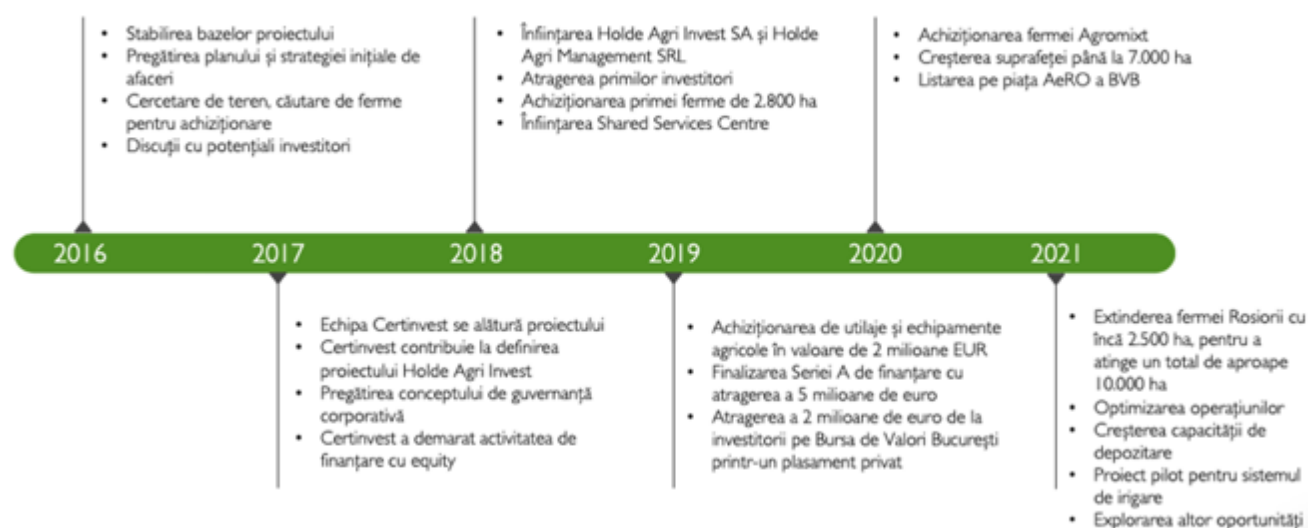 • Stabilirea bazelor proiectului
• Pregătirea planului și strategiei inițiale de
afaceri
• Cercetare de teren, căutare de ferme
pentru achiziționare
• Discuții cu potențiali investitori
• Înființarea Holde Agri Invest SA și Holde
Agri Management SRL
• Atragerea primilor investitori
• Achiziționarea primei ferme de 2.800 ha
• Înființarea Shared Services Centre
• Achiziționarea fermei Agromixt
• Creșterea suprafeței până la 7.000 ha
• Listarea pe piața AeRO a BVB
2016 2017 2018 2019 2020 2021
• Echipa Certinvest se alătură proiectului
• Certinvest contribuie la definirea
proiectului Holde Agri Invest
• Pregătirea conceptului de guvernanță
corporativă
• Certinvest a demarat activitatea de
finanțare cu equity
• Achiziționarea de utilaje și echipamente
agricole în valoare de 2 milioane EUR
• Finalizarea Seriei A de finanțare cu
atragerea a 5 milioane de euro
• Atragerea a 2 milioane de euro de la
investitorii pe Bursa de Valori București
printr-un plasament privat
• Extinderea fermei Rosiorii cu
încă 2.500 ha, pentru a
atinge un total de aproape
10.000 ha
• Optimizarea operațiunilor
• Creșterea capacității de
depozitare
• Proiect pilot pentru sistemul
de irigare
• Explorarea altor oportunități